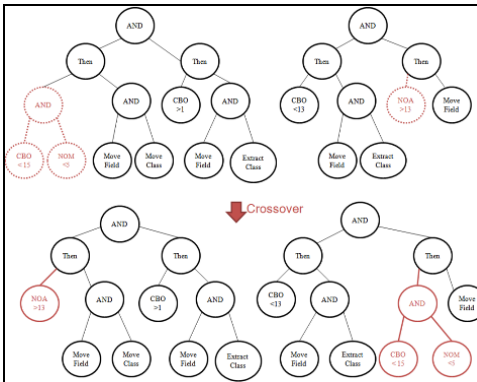 AND
AND
Then
Then
Then
Then
AND
AND
CBO
>1
AND
CBO
<13
AND
NOA
>13
Move
Field
CBO
<15
NOM
<5
Move
Field
Move
Class
Move
Field
Extract
Class
Move
Field
Extract
Class
Crossover
AND
AND
Then
Then
Then
Then
NOA
>13
AND
CBO
>1
AND
CBO
<13
AND
AND
Move
Field
Move
Field
Move
Class
Move
Field
Extract
Class
Move
Field
Extract
Class
CBO
<15
NOM
<5